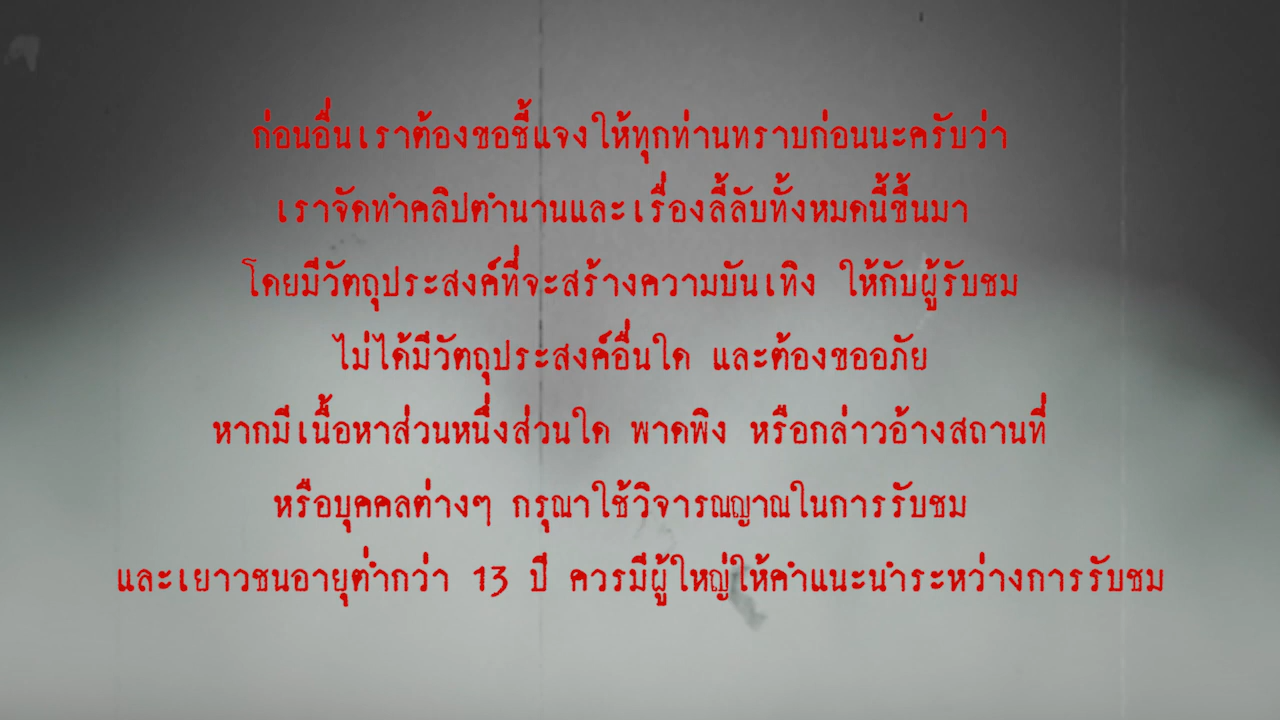 ก่อนอื่นเราต้องขอชี้แจงให้ทุกท่านทราบก่อนนะครับว่า
เราจัดทำคลิปตำนานและเรื่องลี้ลับทั้งหมดนี้ขึ้นมา
โดยมีวัตถุประสงค์ที่จะสร้างความบันเทิง ให้กับผู้รับชม
ไม่ได้มีวัตถุประสงค์อื่นใด และต้องขออภัย
หากมีเนื้อหาส่วนหนึ่งส่วนใด พาดพิง หรือกล่าวอ้างสถานที่
หรือบุคคลต่างๆ กรุณาใช้วิจารณญาณในการรับชม
และเยาวชนอายุต่ำกว่า 13 ปี ควรมีผู้ใหญ่ให้คำแนะนำระหว่างการรับชม